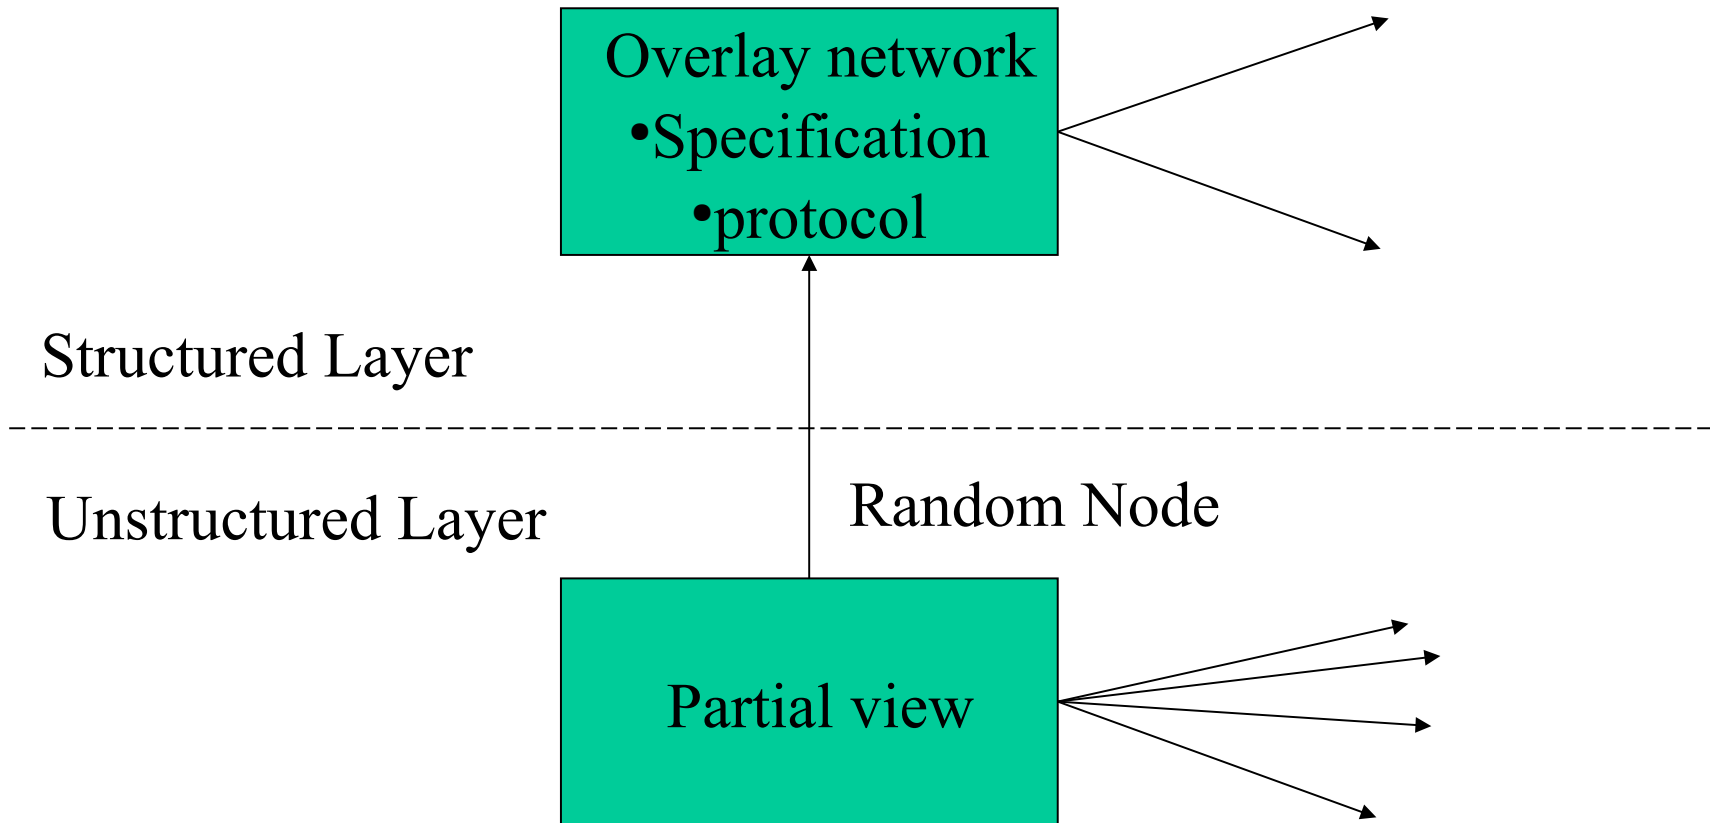 Overlay network
•Specification
•protocol
Structured Layer
Unstructured Layer
Random Node
Partial view